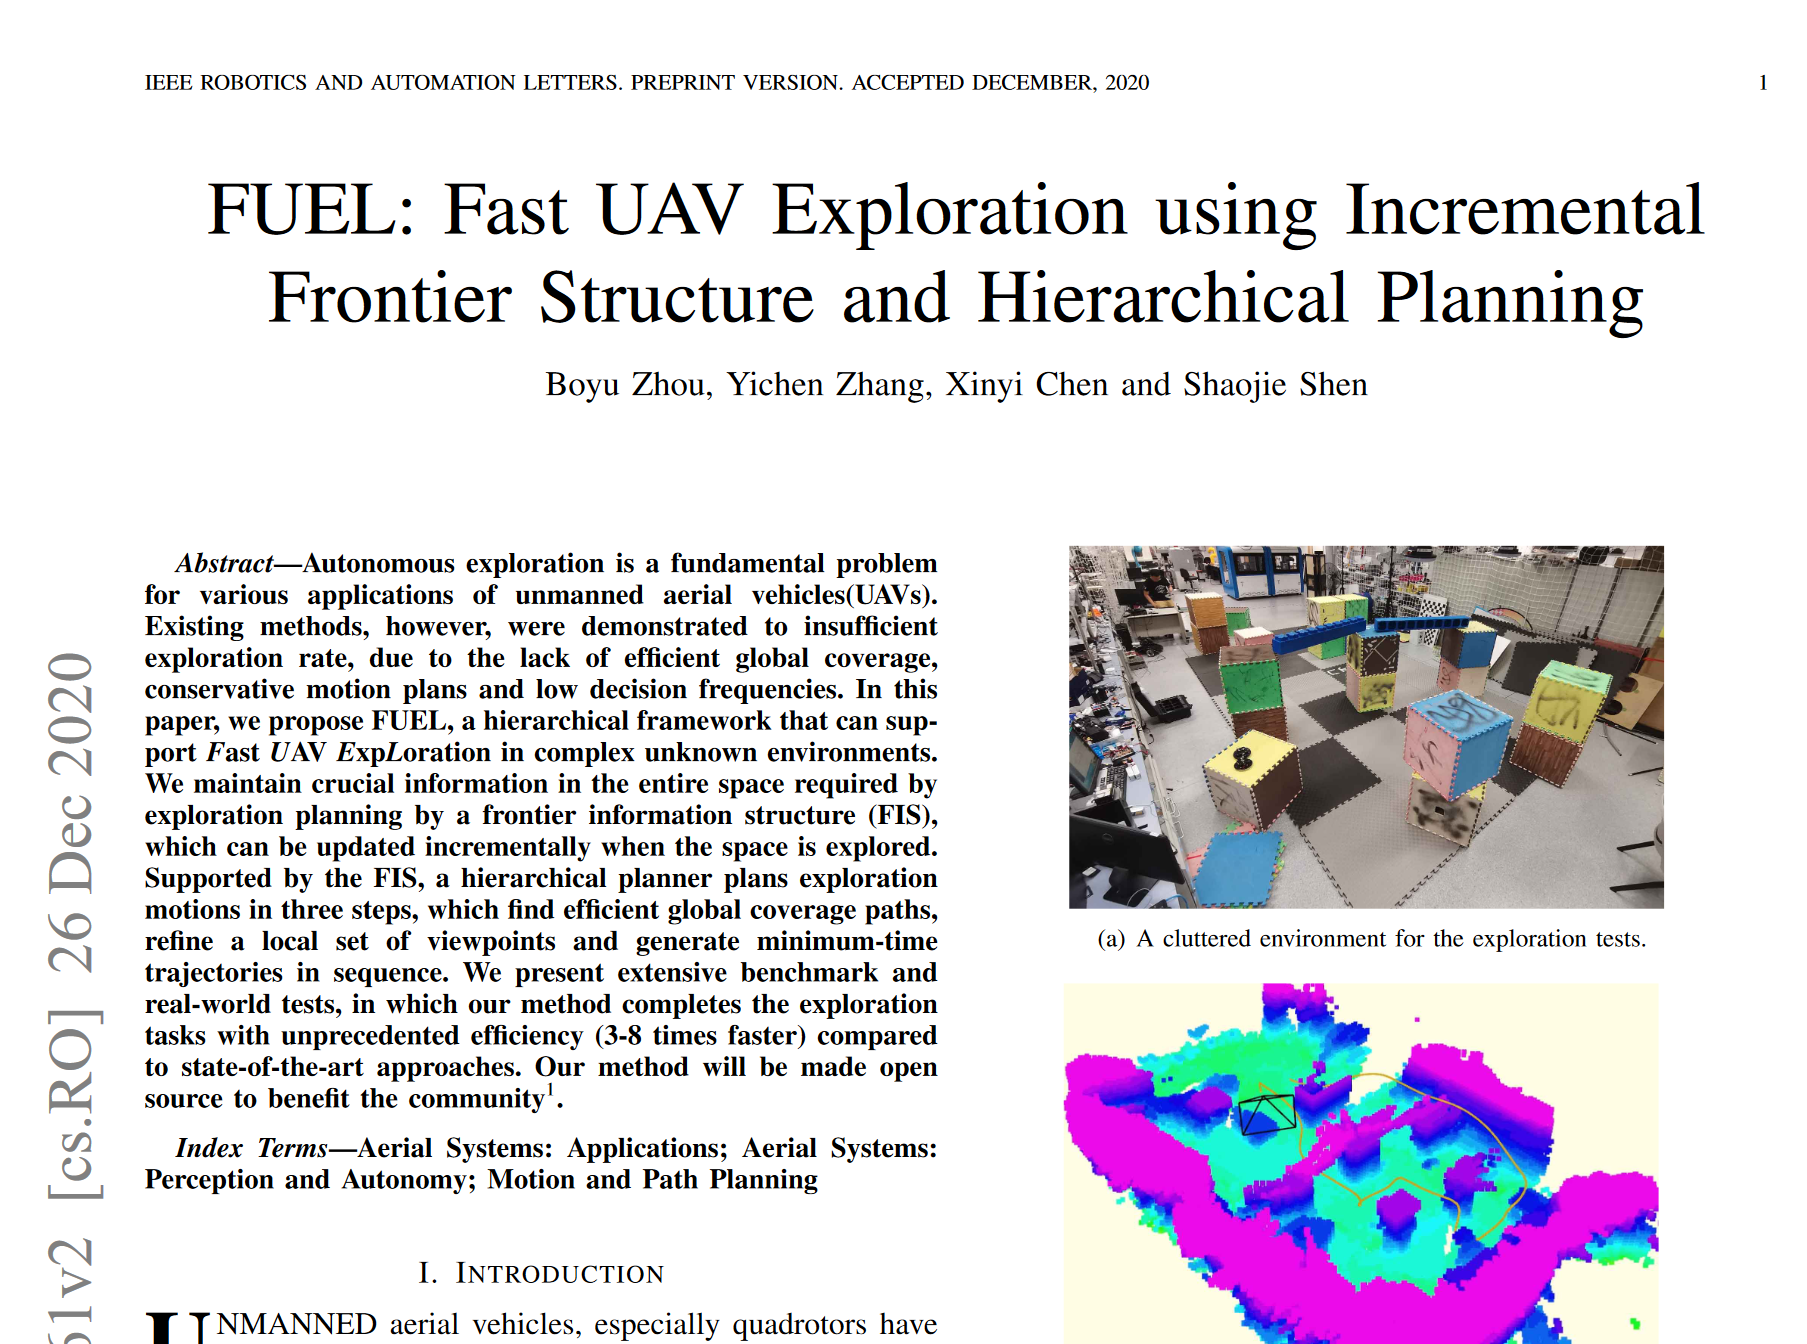 IEEE ROBOTICS AND AUTOMATION LETTERS. PREPRINT VERSION. ACCEPTED DECEMBER, 2020
1
FUEL: Fast UAV Exploration using Incremental
Frontier Structure and Hierarchical Planning
Boyu Zhou, Yichen Zhang, Xinyi Chen and Shaojie Shen
Abstract—Autonomous exploration is a fundamental problem
for various applications of unmanned aerial vehicles(UAVs).
Existing methods, however, were demonstrated to insufficient
exploration rate, due to the lack of efficient global coverage,
conservative motion plans and low decision frequencies. In this
paper, we propose FUEL, a hierarchical framework that can sup-
port Fast UAV ExpLoration in complex unknown environments.
We maintain crucial information in the entire space required by
exploration planning by a frontier information structure (FIS),
which can be updated incrementally when the space is explored.
Supported by the FIS, a hierarchical planner plans exploration
motions in three steps, which find efficient global coverage paths,
refine a local set of viewpoints and generate minimum-time
trajectories in sequence. We present extensive benchmark and
real-world tests, in which our method completes the exploration
tasks with unprecedented efficiency (3-8 times faster) compared
to state-of-the-art approaches. Our method will be made open
source to benefit the community1.
Index Terms—Aerial Systems: Applications; Aerial Systems:
Perception and Autonomy; Motion and Path Planning
I. INTRODUCTION
UNMANNED aerial vehicles, especially quadrotors have
(a) A cluttered environment for the exploration tests.
61v2 [cs.RO] 26 Dec 2020